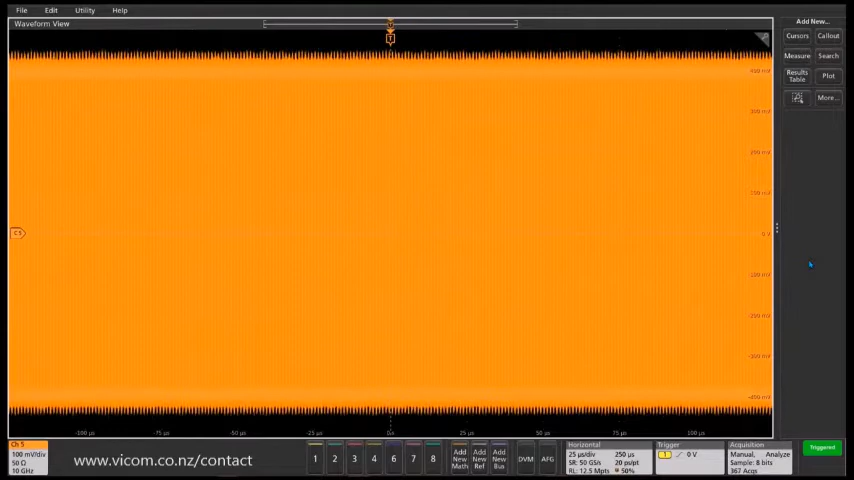 File Edit Utility Help
Waveform View
Add New...
Cursors Callout
Measure Search
Results Table Plot
More...
T
400 mV
300 mV
200 mV
100 mV
C 5
0 V
-100 mV
-200 mV
-300 mV
-400 mV
-100 µs -75 µs -50 µs -25 µs 0 s 25 µs 50 µs 75 µs 100 µs
Ch 5
100 mV/div
50 Ω
10 GHz
www.vicom.co.nz/contact
1 2 3 4 6 7 8
Add New Math
Add New Ref
Add New Bus
DVM AFG
Horizontal
25 µs/div 250 µs
SR: 50 GS/s 20 ps/pt
RL: 12.5 Mpts 50%
Trigger
1 0 V
Acquisition
Manual, Analyze
Sample: 8 bits
367 Acqs
Triggered